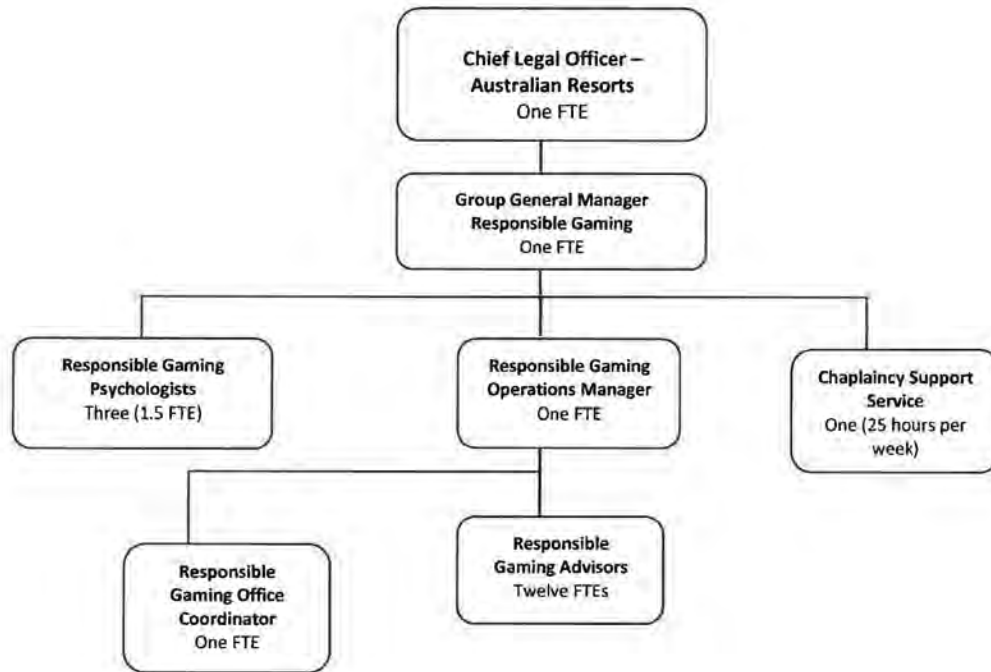 Chief Legal Officer –
Australian Resorts
One FTE
Group General Manager
Responsible Gaming
One FTE
Responsible Gaming
Psychologists
Three (1.5 FTE)
Responsible Gaming
Operations Manager
One FTE
Chaplaincy Support
Service
One (25 hours per
week)
Responsible
Gaming Office
Coordinator
One FTE
Responsible
Gaming Advisors
Twelve FTEs